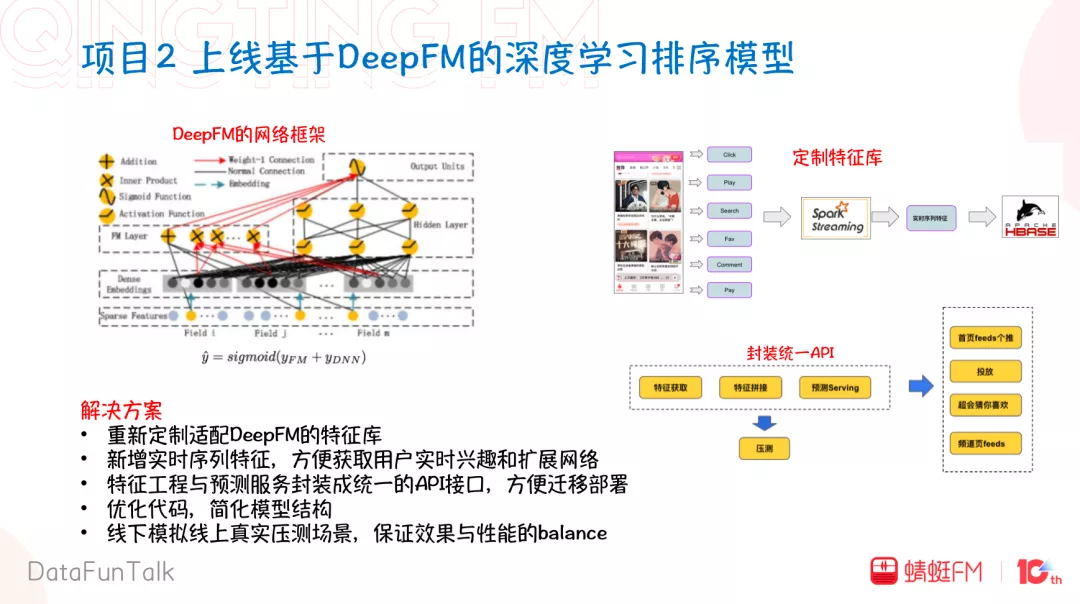 QINGTING FM
项目2 上线基于DeepFM的深度学习排序模型
DeepFM的网络框架
Addition
Inner Product
Sigmoid Function
Activation Function
Weight-1 Connection
Normal Connection
Embedding
Output Units
Hidden Layer
FM Layer
Dense
Embeddings
Sparse Features
Field i
Field j
...
Field m
ŷ = sigmoid(y_FM + y_DNN)
定制特征库
Click
Play
Search
Fav
Comment
Pay
Spark
Streaming
实时序列特征
APACHE
HBASE
封装统一API
特征获取
特征拼接
预测Serving
压测
首页feeds个推
投放
超会猜你喜欢
频道页feeds
解决方案
• 重新定制适配DeepFM的特征库
• 新增实时序列特征，方便获取用户实时兴趣和扩展网络
• 特征工程与预测服务封装成统一的API接口，方便迁移部署
• 优化代码，简化模型结构
• 线下模拟线上真实压测场景，保证效果与性能的balance
DataFunTalk
蜻蜓FM
10th